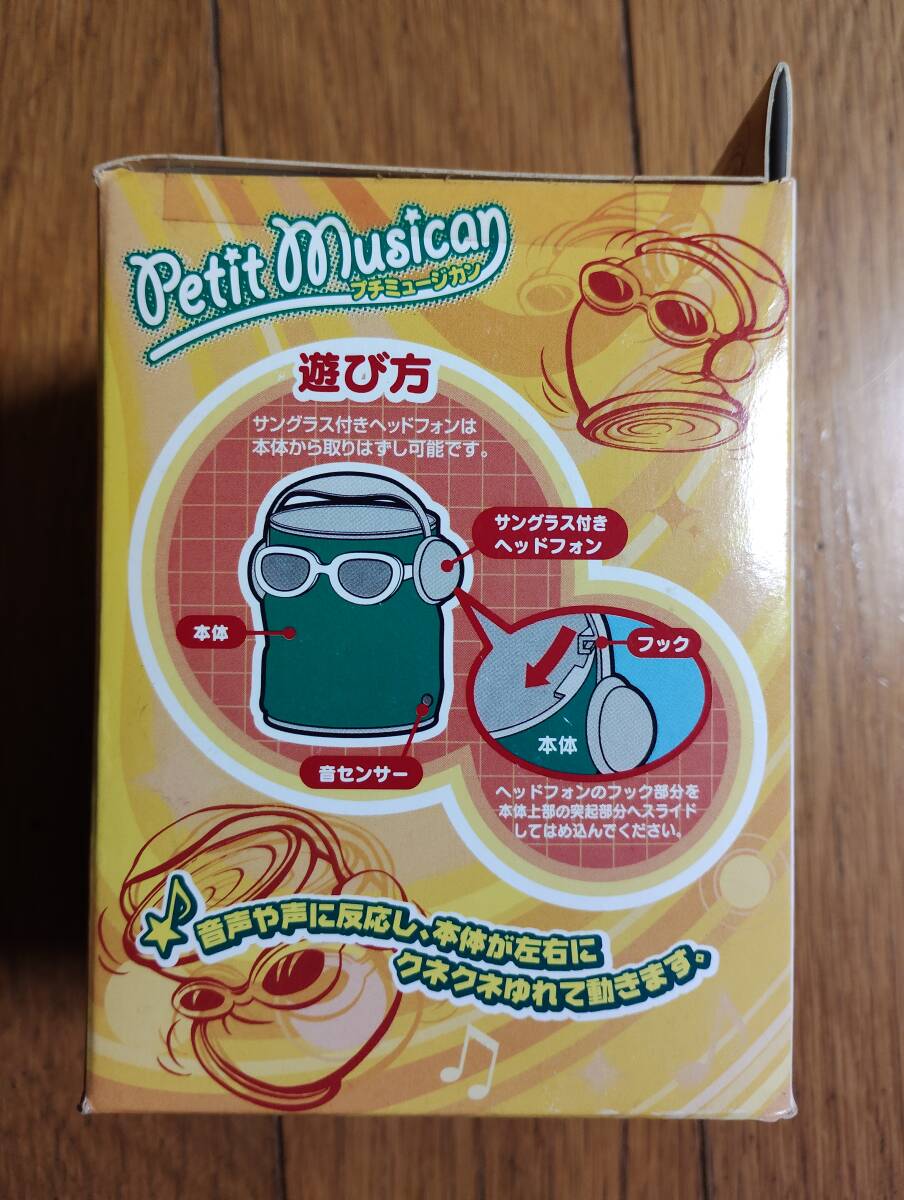 Petit Musican
プチミュージカン
遊び方
サングラス付きヘッドフォンは
本体から取りはずし可能です。
サングラス付き
ヘッドフォン
本体
フック
本体
音センサー
ヘッドフォンのフック部分を
本体上部の突起部分へスライド
してはめ込んでください。
音声や声に反応し、本体が左右に
クネクネゆれて動きます。